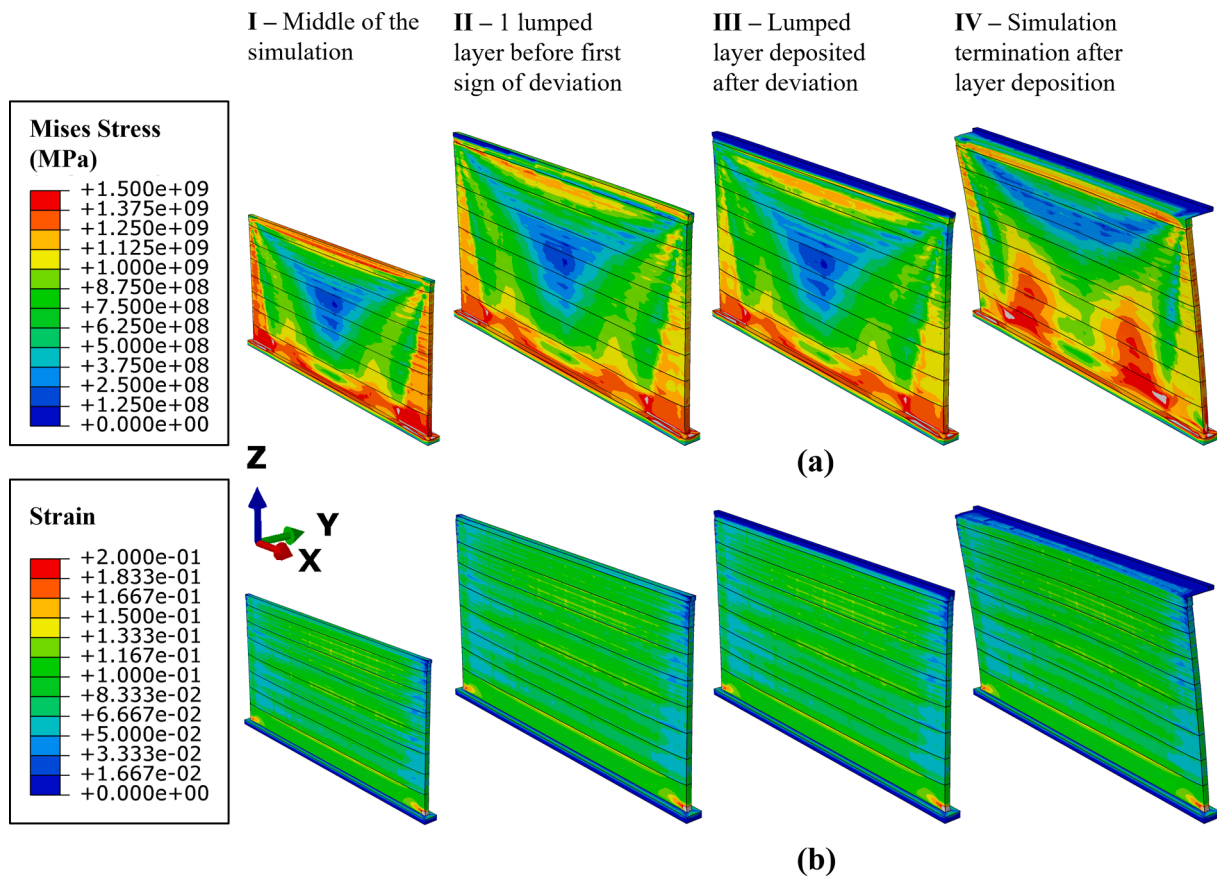 I – Middle of the
simulation
II – 1 lumped
layer before first
sign of deviation
III – Lumped
layer deposited
after deviation
IV – Simulation
termination after
layer deposition
Mises Stress
(MPa)
+1.500e+09
+1.375e+09
+1.250e+09
+1.125e+09
+1.000e+09
+8.750e+08
+7.500e+08
+6.250e+08
+5.000e+08
+3.750e+08
+2.500e+08
+1.250e+08
+0.000e+00
(a)
Z
Y
X
Strain
+2.000e-01
+1.833e-01
+1.667e-01
+1.500e-01
+1.333e-01
+1.167e-01
+1.000e-01
+8.333e-02
+6.667e-02
+5.000e-02
+3.333e-02
+1.667e-02
+0.000e+00
(b)